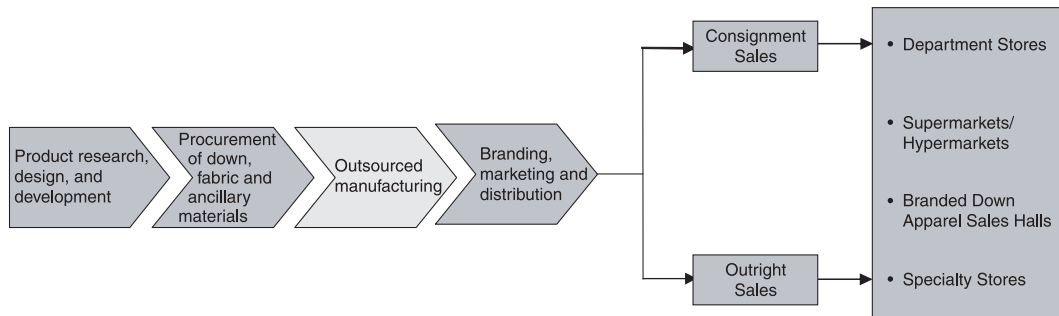 Product research,
design, and
development
Procurement
of down,
fabric and
ancillary
materials
Outsourced
manufacturing
Branding,
marketing and
distribution
Consignment
Sales
Outright
Sales
• Department Stores
• Supermarkets/
Hypermarkets
• Branded Down
Apparel Sales Halls
• Specialty Stores